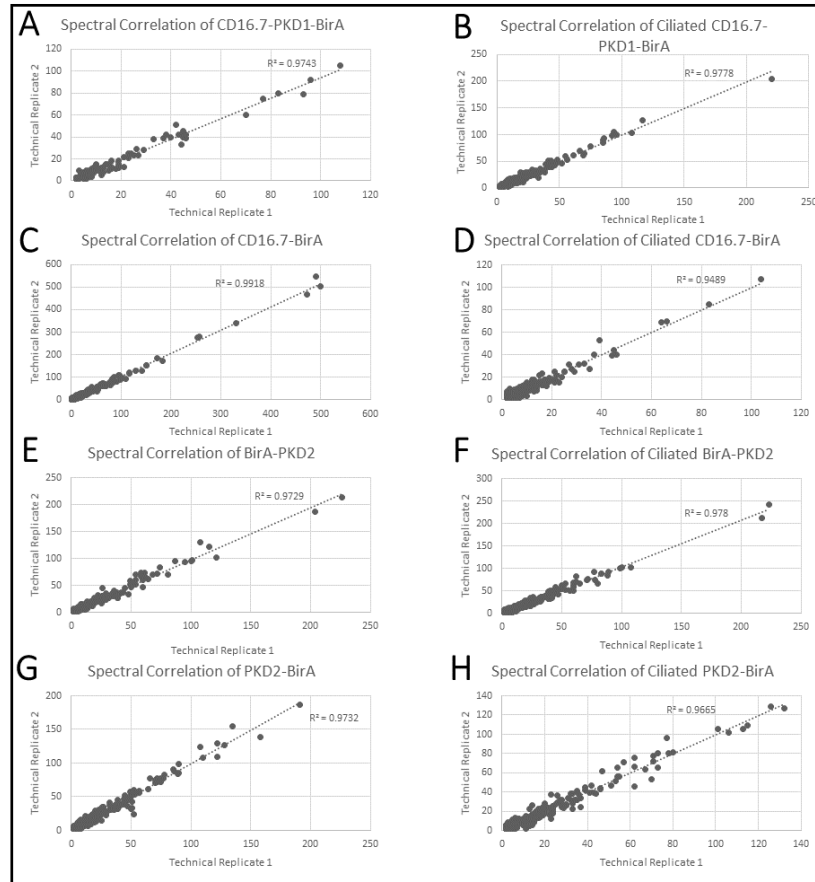 A
Spectral Correlation of CD16.7-PKD1-BirA
Technical Replicate 2
120
100
80
60
40
20
0
R² = 0.9743
0 20 40 60 80 100 120
Technical Replicate 1
B
Spectral Correlation of Ciliated CD16.7-
PKD1-BirA
Technical Replicate 2
250
200
150
100
50
0
R² = 0.9778
0 50 100 150 200 250
Technical Replicate 1
C
Spectral Correlation of CD16.7-BirA
Technical Replicate 2
600
500
400
300
200
100
0
R² = 0.9918
0 100 200 300 400 500 600
Technical Replicate 1
D
Spectral Correlation of Ciliated CD16.7-BirA
Technical Replicate 2
120
100
80
60
40
20
0
R² = 0.9489
0 20 40 60 80 100 120
Technical Replicate 1
E
Spectral Correlation of BirA-PKD2
Technical Replicate 2
250
200
150
100
50
0
R² = 0.9729
0 50 100 150 200 250
Technical Replicate 1
F
Spectral Correlation of Ciliated BirA-PKD2
Technical Replicate 2
300
250
200
150
100
50
0
R² = 0.978
0 50 100 150 200 250
Technical Replicate 1
G
Spectral Correlation of PKD2-BirA
Technical Replicate 2
200
150
100
50
0
R² = 0.9732
0 50 100 150 200 250
Technical Replicate 1
H
Spectral Correlation of Ciliated PKD2-BirA
Technical Replicate 2
140
120
100
80
60
40
20
0
R² = 0.9665
0 20 40 60 80 100 120 140
Technical Replicate 1